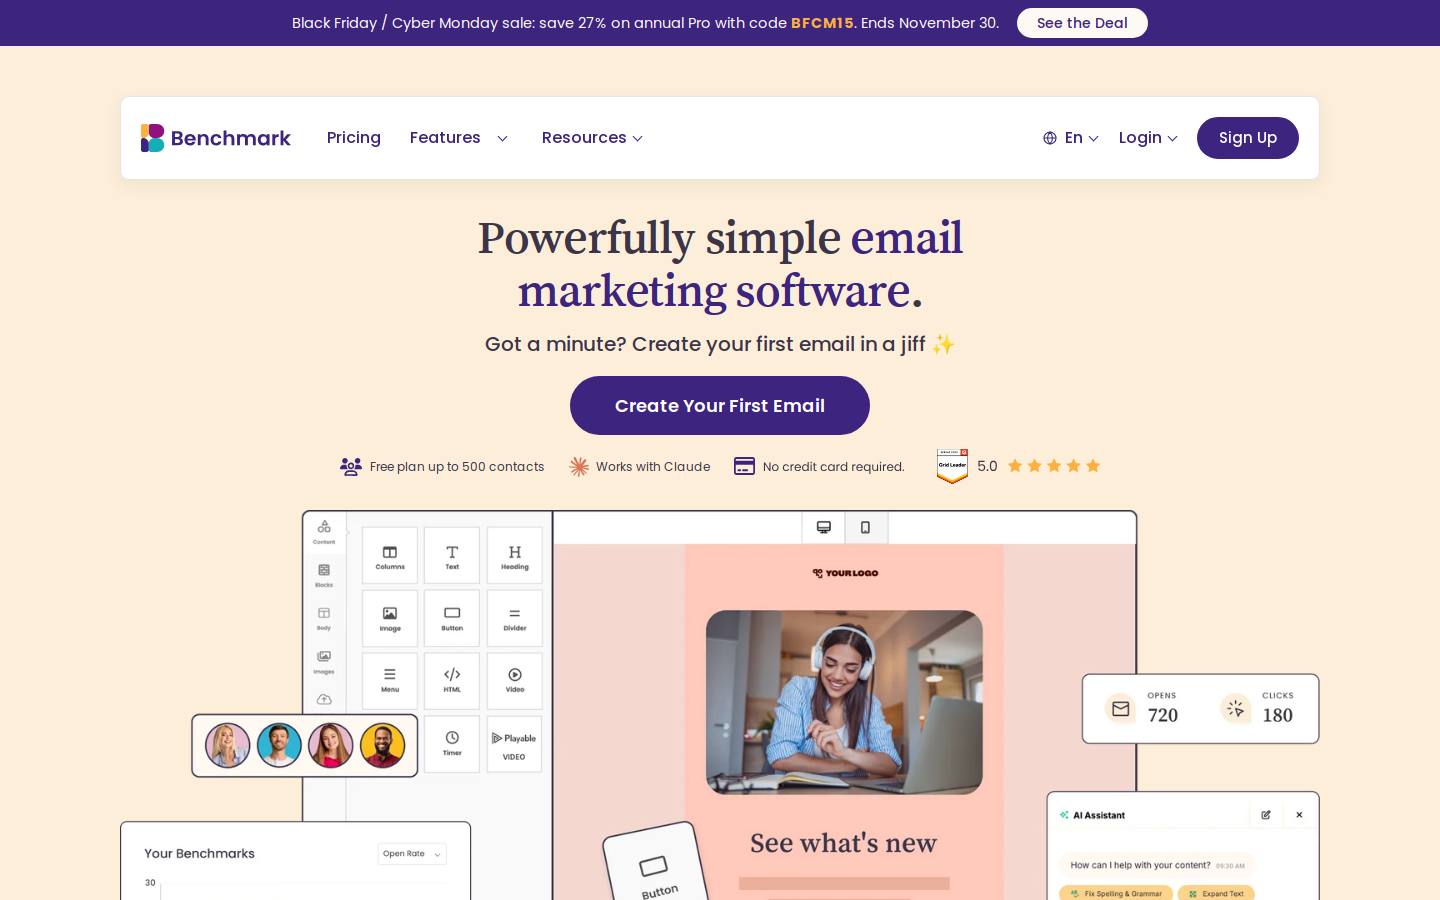 Black Friday / Cyber Monday sale: save 27% on annual Pro with code BFCM15. Ends November 30.
See the Deal
Benchmark
Pricing
Features
Resources
En
Login
Sign Up
Powerfully simple email
marketing software.
Got a minute? Create your first email in a jiff ✨
Create Your First Email
Free plan up to 500 contacts
Works with Claude
No credit card required.
Grid Leader
5.0
Content
Blocks
Body
Images
Columns
Text
Heading
Image
Button
Divider
Menu
HTML
Video
Timer
Playable
VIDEO
YOUR LOGO
OPENS
720
CLICKS
180
See what's new
Button
Your Benchmarks
Open Rate
30
AI Assistant
How can I help with your content? 09:30 AM
Fix Spelling & Grammar
Expand Text